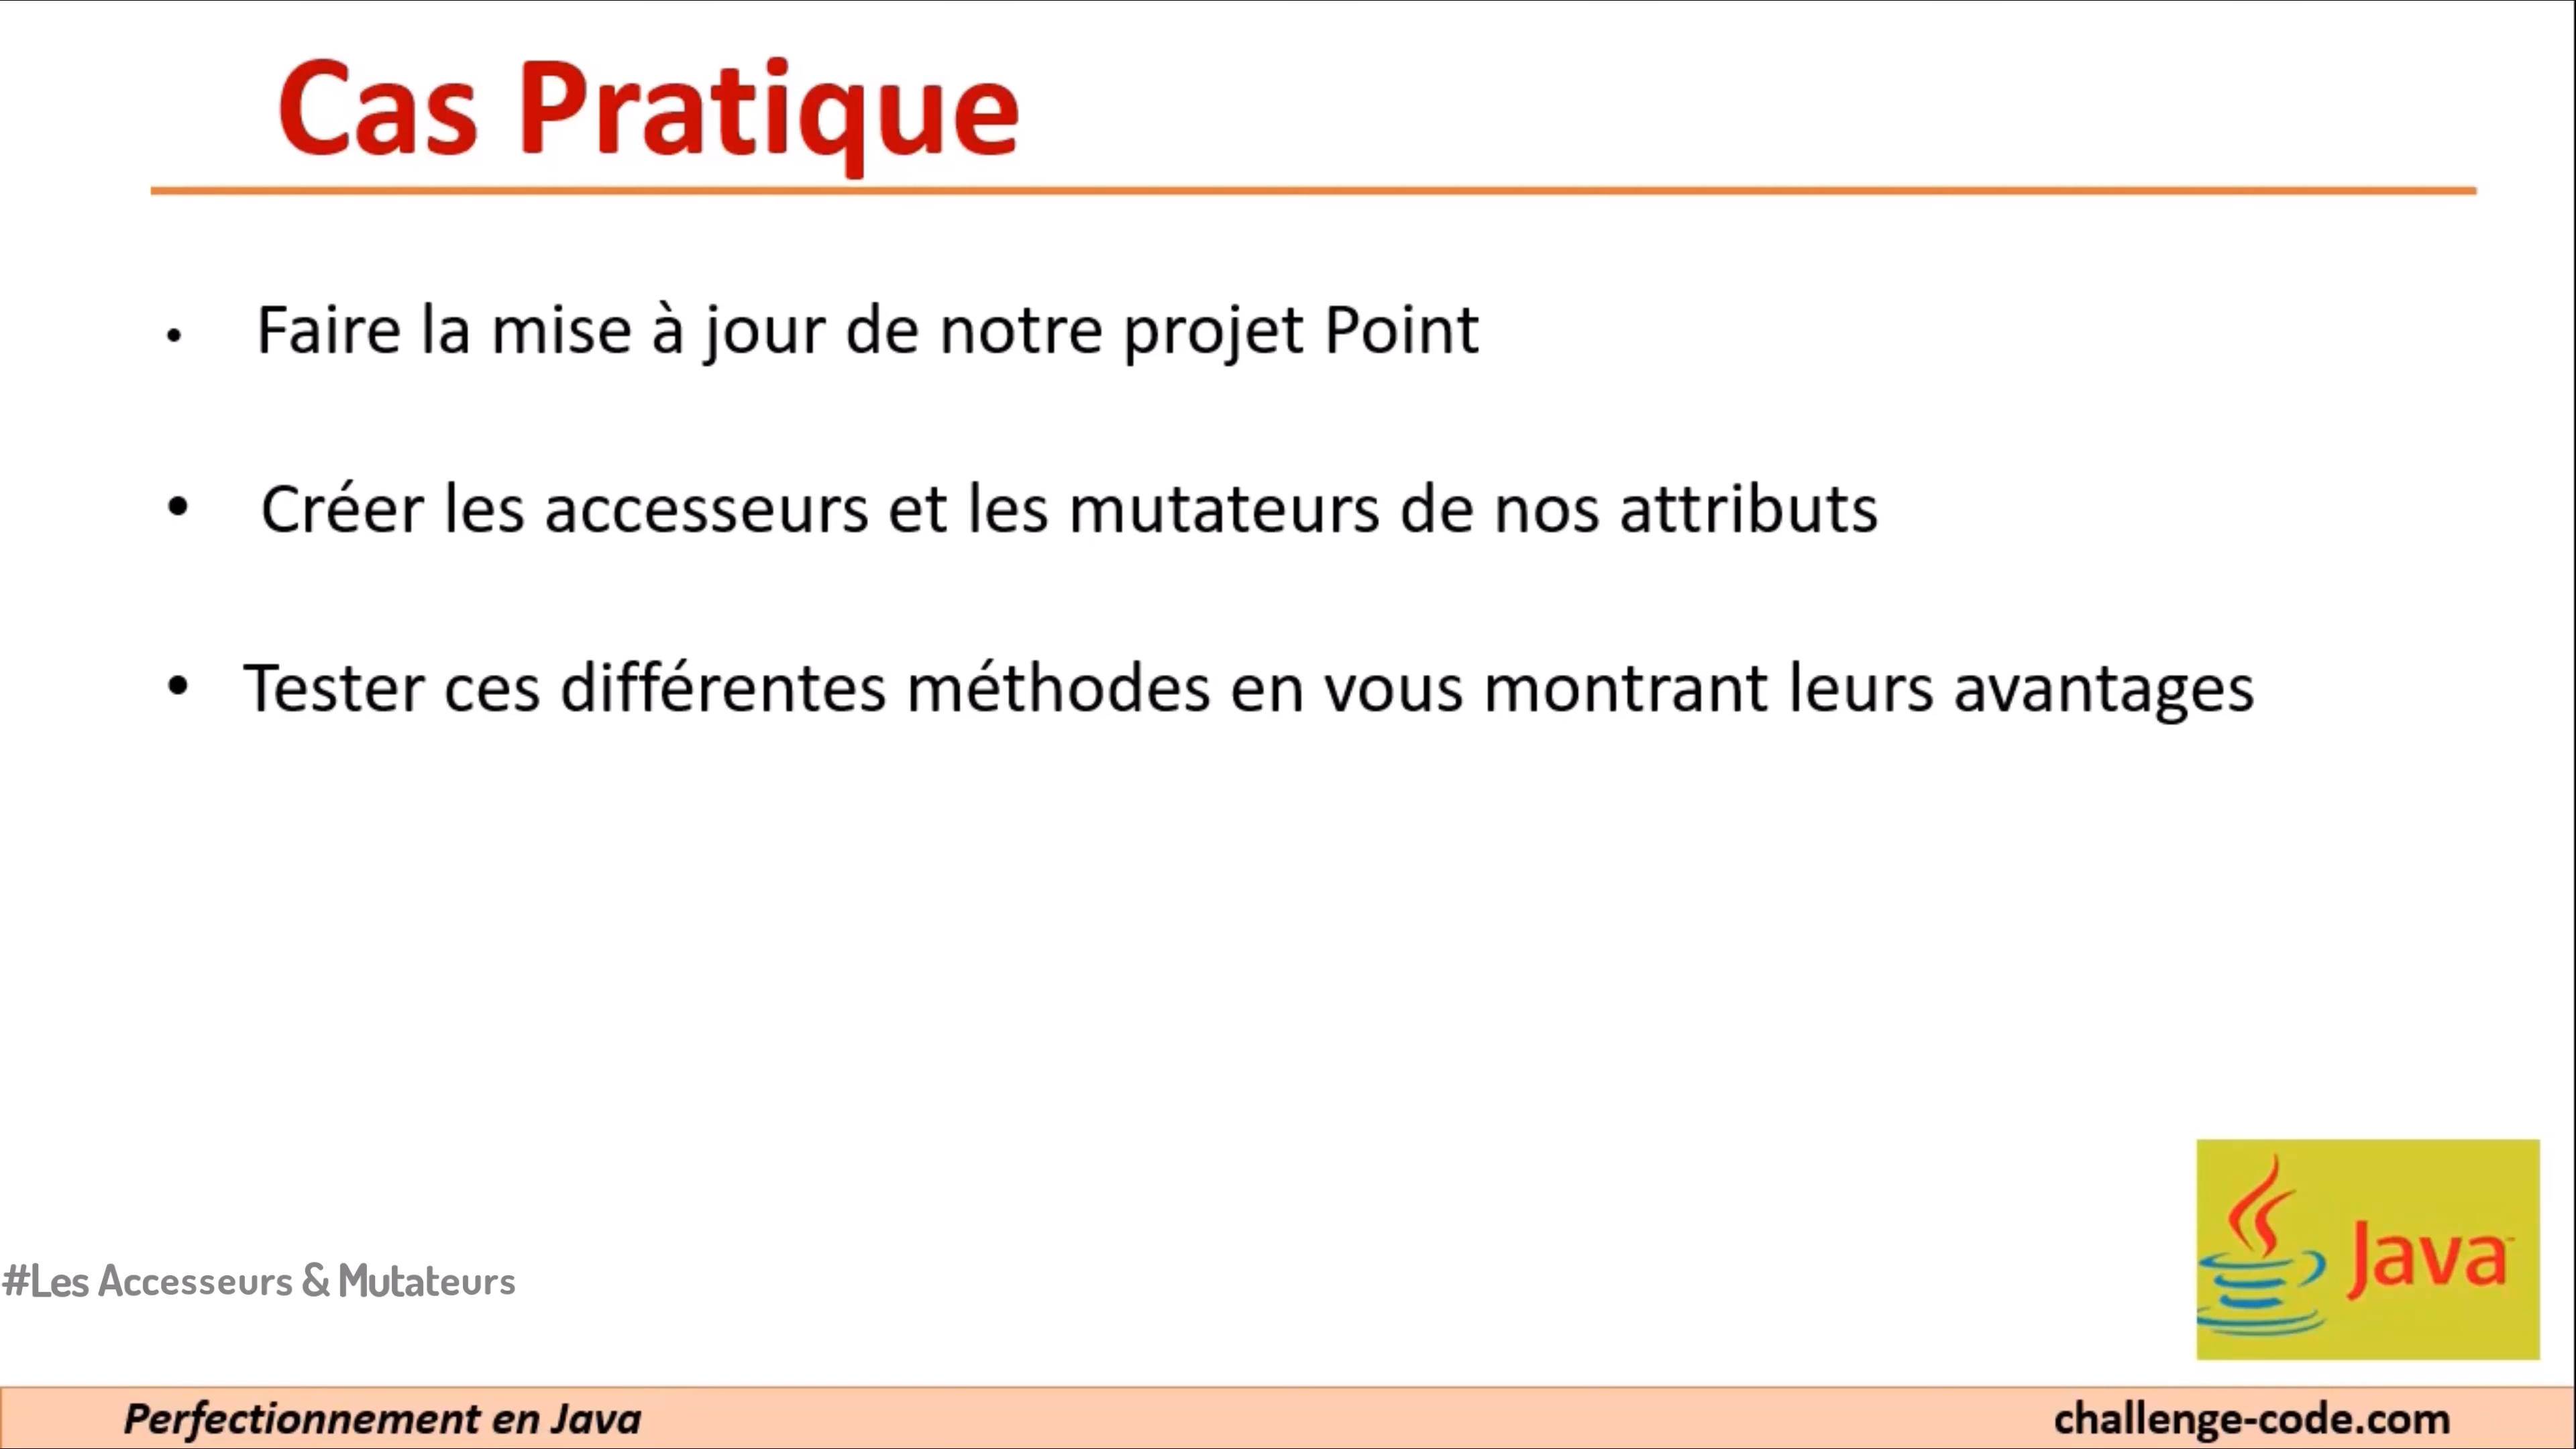 Cas Pratique
• Faire la mise à jour de notre projet Point
• Créer les accesseurs et les mutateurs de nos attributs
• Tester ces différentes méthodes en vous montrant leurs avantages
Java
#Les Accesseurs & Mutateurs
Perfectionnement en Java
challenge-code.com